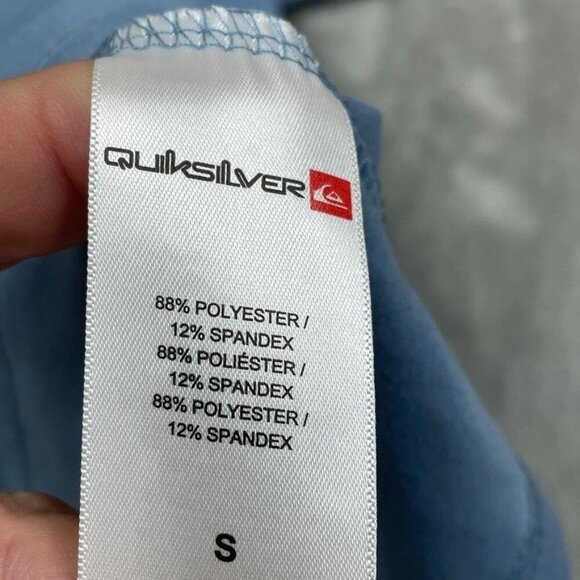 QUIKSILVER
88% POLYESTER /
12% SPANDEX
88% POLIÉSTER /
12% SPANDEX
88% POLYESTER /
12% SPANDEX
S